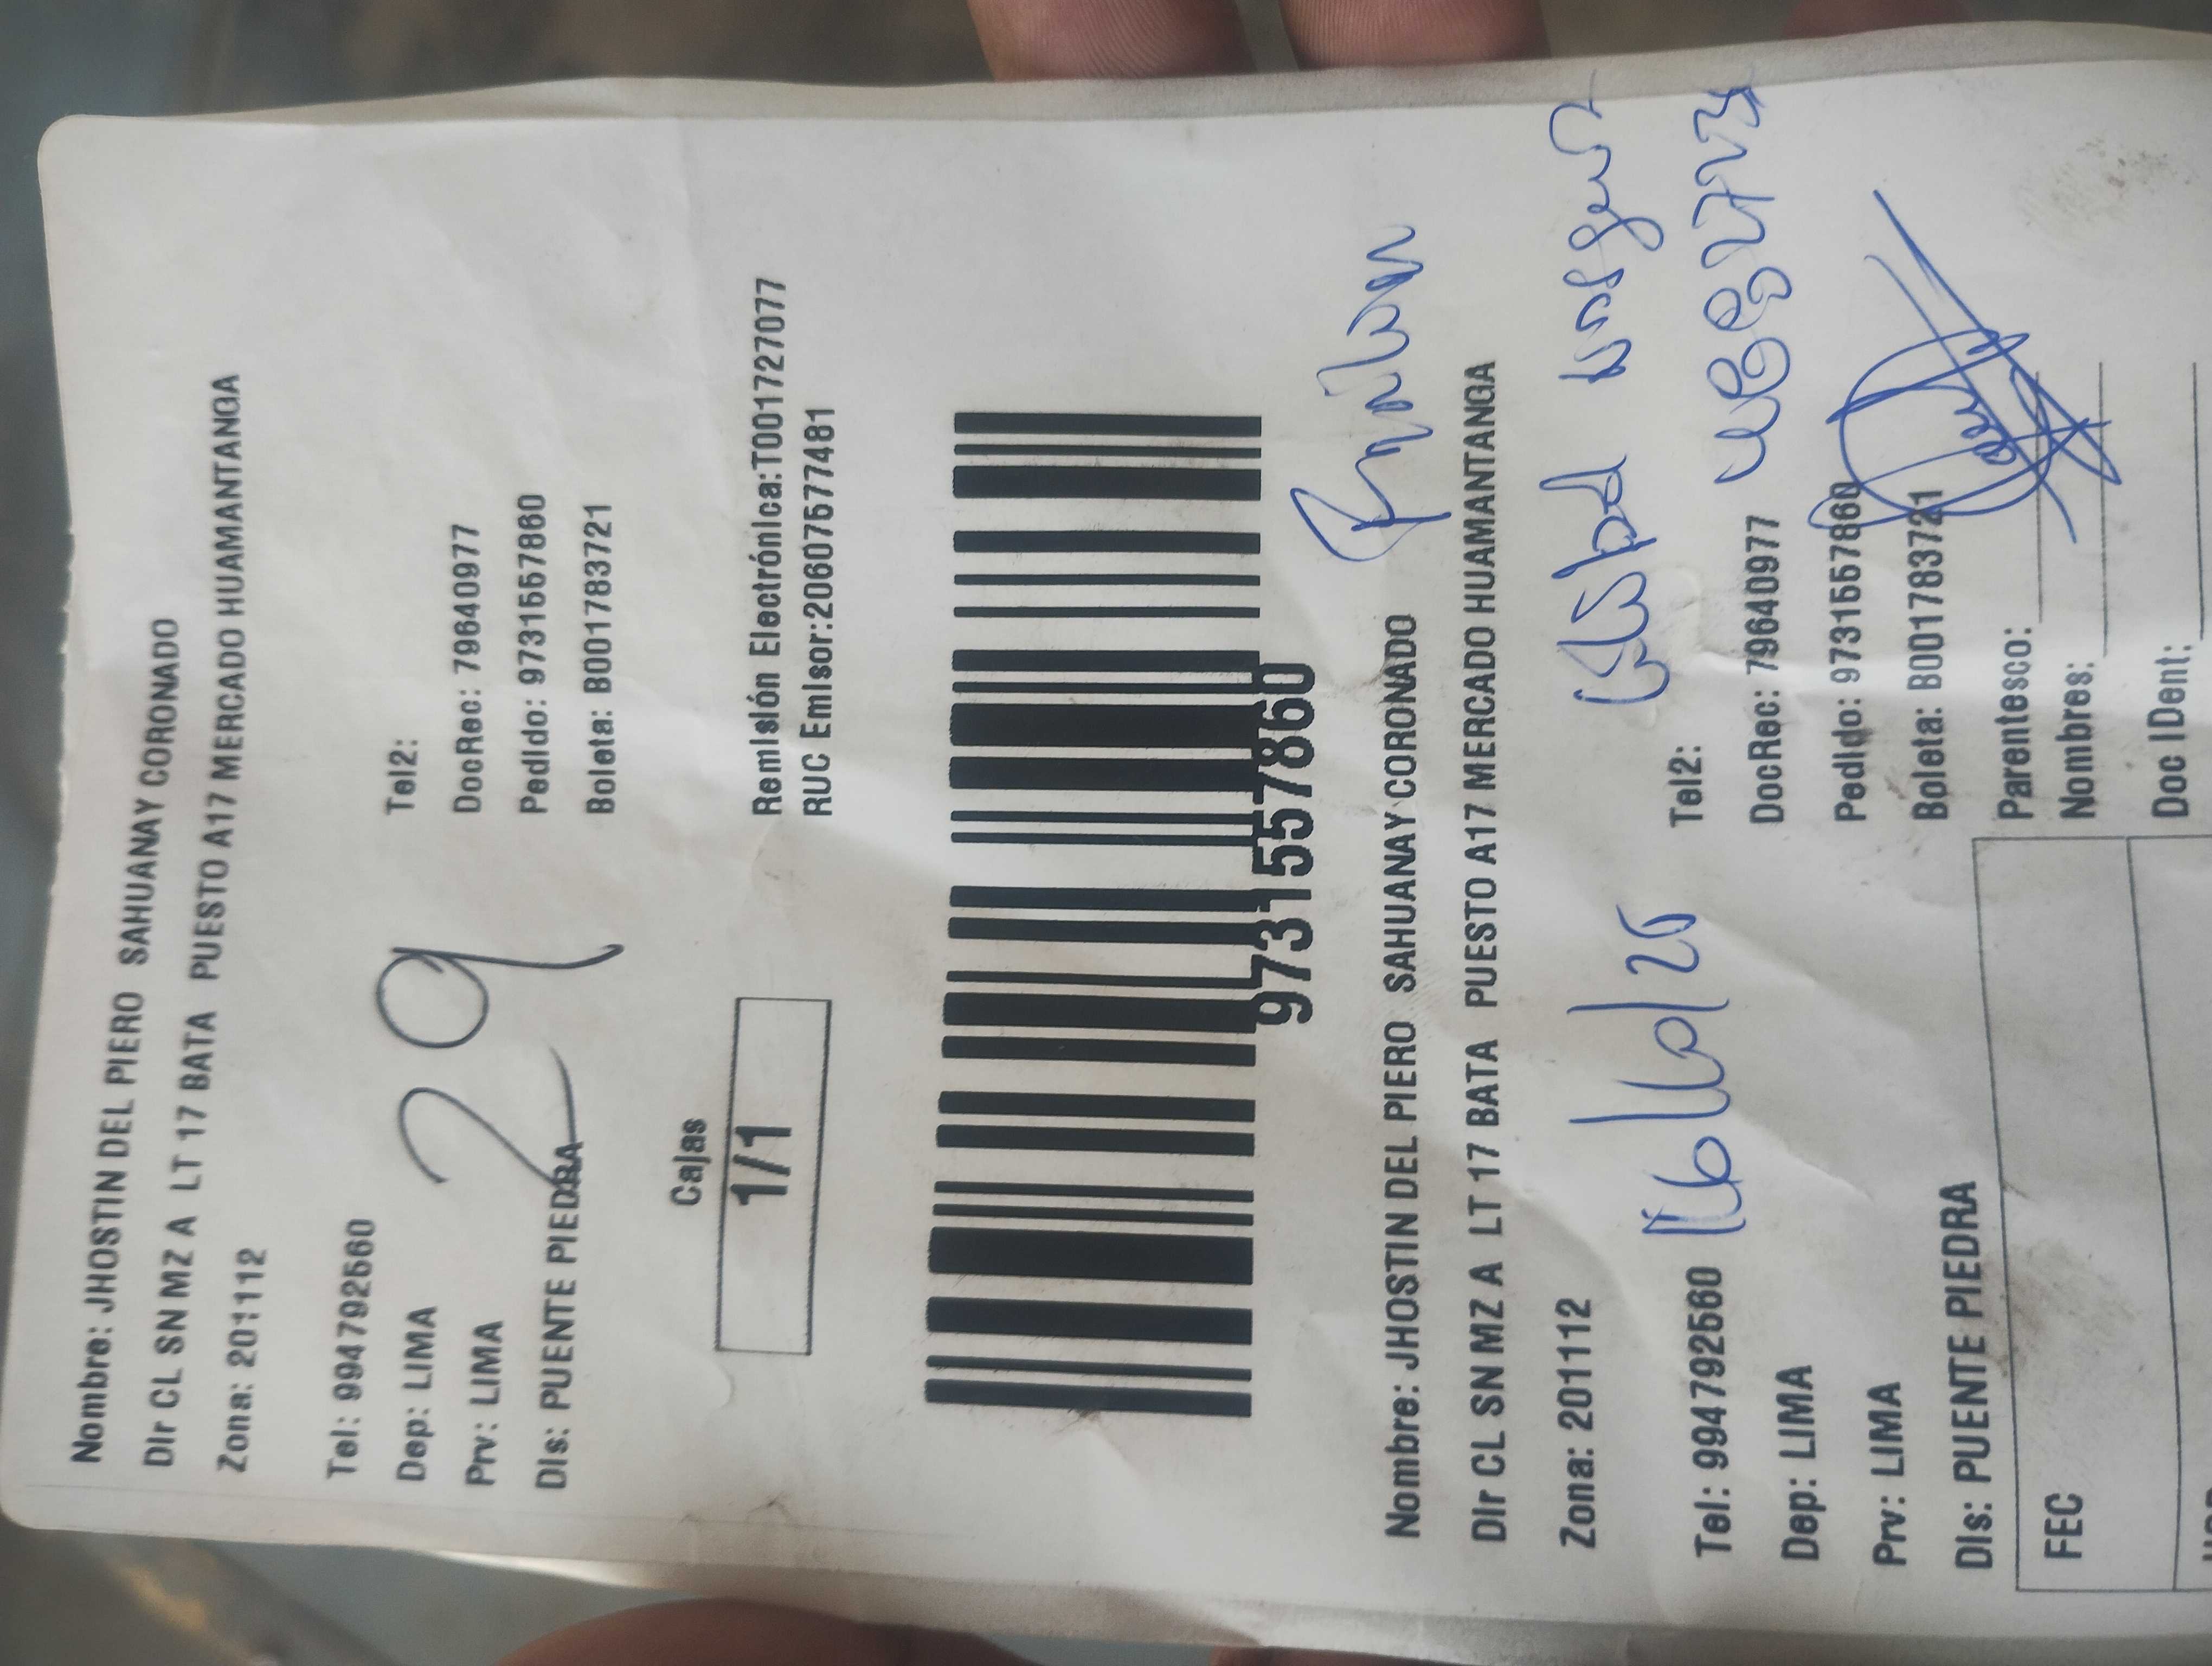 Nombre: JHOSTIN DEL PIERO SAHUANAY CORONADO
Dir CL SN MZ A LT 17 BATA PUESTO A17 MERCADO HUAMANTANGA
Zona: 201112
Tel: 994792560
Tel2:
Dep: LIMA
DocRec: 79640977
Prv: LIMA
Pedido: 9731557860
Dis: PUENTE PIEDRA
Boleta: B001783721
29
Cajas
1/1
Remisión Electrónica:T001727077
RUC Emisor:20607577481
9731557860
Nombre: JHOSTIN DEL PIERO SAHUANAY CORONADO
Dir CL SN MZ A LT 17 BATA PUESTO A17 MERCADO HUAMANTANGA
Zona: 201112
Tel: 994792560
Tel2:
Dep: LIMA
DocRec: 79640977
Prv: LIMA
Pedido: 9731557860
Dis: PUENTE PIEDRA
Boleta: B001783721
FEC
Parentesco:
Nombres:
Doc IDent: